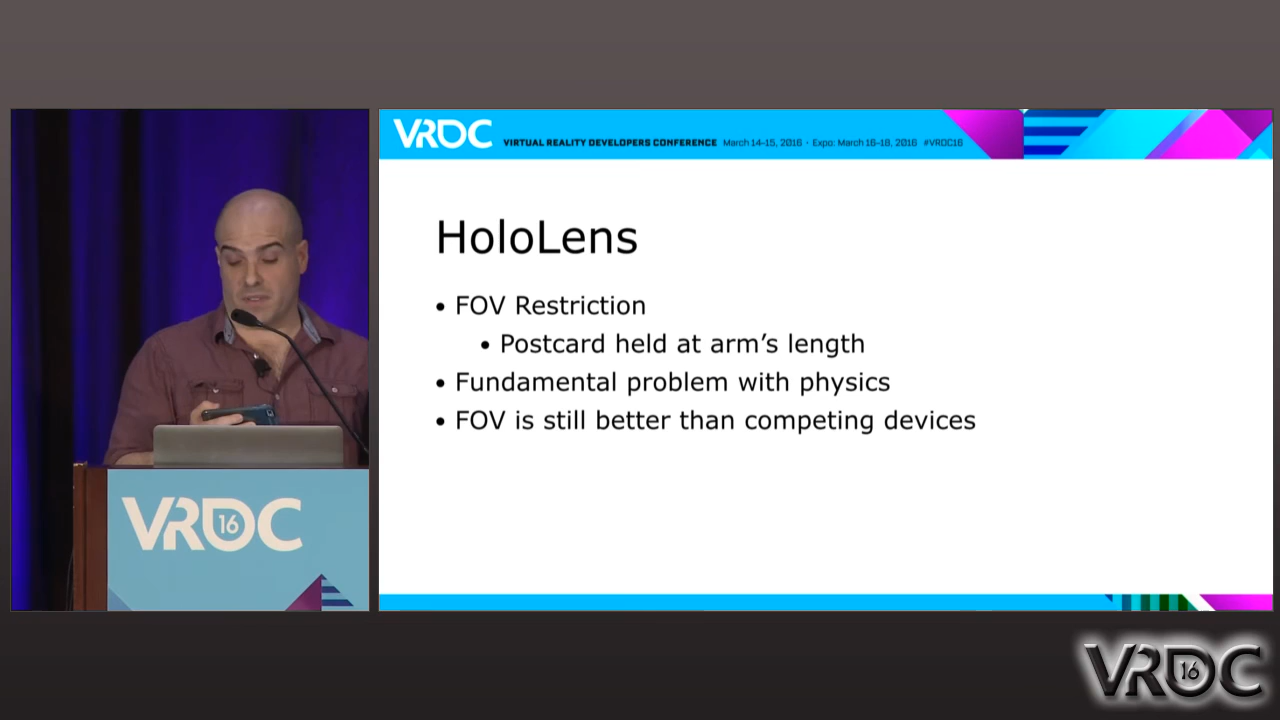 VRDC VIRTUAL REALITY DEVELOPERS CONFERENCE March 14-15, 2016 · Expo: March 16-18, 2016 #VRDC16
HoloLens
• FOV Restriction
• Postcard held at arm's length
• Fundamental problem with physics
• FOV is still better than competing devices
VRDC 16
VRDC 16